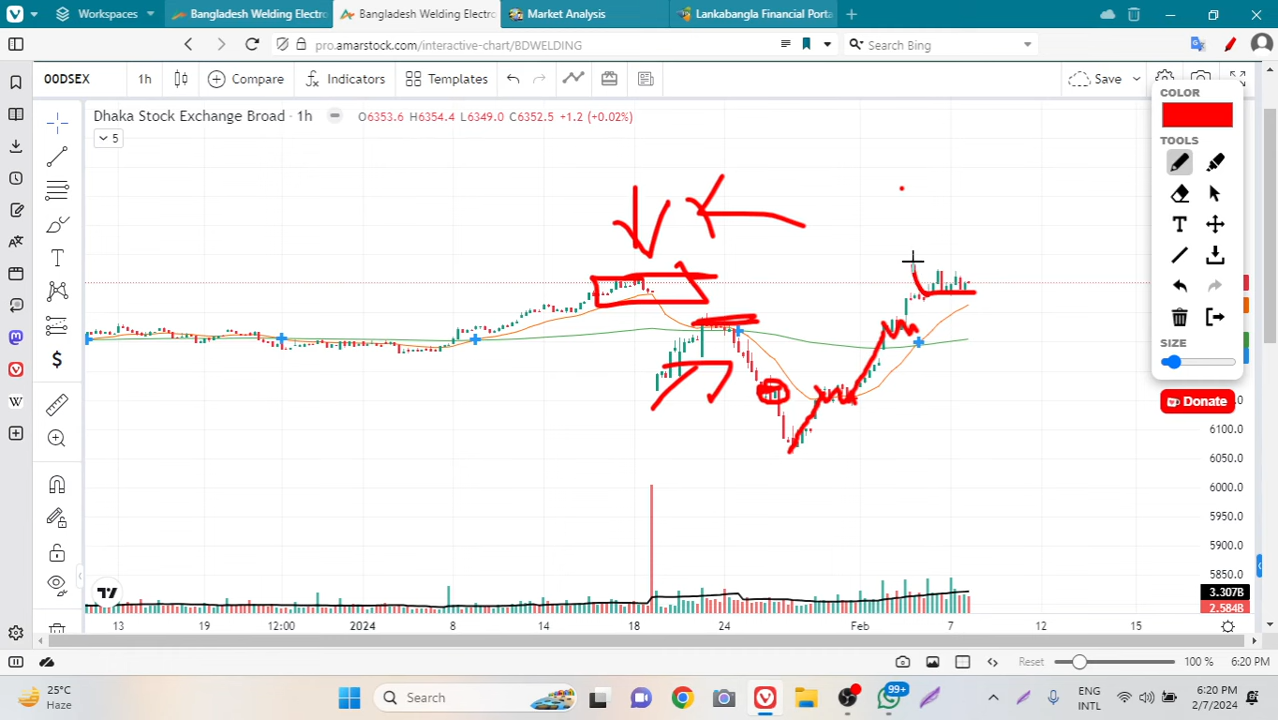 Workspaces
Bangladesh Welding Electro
Bangladesh Welding Electro
Market Analysis
Lankabangla Financial Porta
pro.amarstock.com/interactive-chart/BDWELDING
Search Bing
00DSEX
1h
Compare
Indicators
Templates
Save
Dhaka Stock Exchange Broad · 1h
O6353.6 H6354.4 L6349.0 C6352.5 +1.2 (+0.02%)
5
COLOR
TOOLS
SIZE
Donate
6100.0
6050.0
6000.0
5950.0
5900.0
5850.0
3.307B
2.584B
13
19
12:00
2024
8
14
18
24
Feb
7
12
15
Reset
100 %
6:20 PM
25°C
Haze
Search
99+
ENG
INTL
6:20 PM
2/7/2024